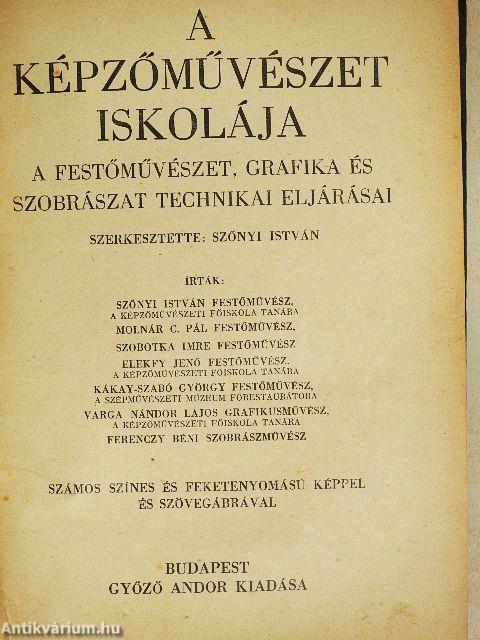 A
KÉPZŐMŰVÉSZET
ISKOLÁJA
A FESTŐMŰVÉSZET, GRAFIKA ÉS
SZOBRÁSZAT TECHNIKAI ELJÁRÁSAI
SZERKESZTETTE: SZŐNYI ISTVÁN
ÍRTÁK:
SZŐNYI ISTVÁN FESTŐMŰVÉSZ,
A KÉPZŐMŰVÉSZETI FŐISKOLA TANÁRA
MOLNÁR C. PÁL FESTŐMŰVÉSZ,
SZOBOTKA IMRE FESTŐMŰVÉSZ
ELEKFY JENŐ FESTŐMŰVÉSZ.
A KÉPZŐMŰVÉSZETI FŐISKOLA TANÁRA
KÁKAY-SZABÓ GYÖRGY FESTŐMŰVÉSZ,
A SZÉPMŰVÉSZETI MÚZEUM FŐRESTAURÁTORA
VARGA NÁNDOR LAJOS GRAFIKUSMŰVÉSZ,
A KÉPZŐMŰVÉSZETI FŐISKOLA TANÁRA
FERENCZY BÉNI SZOBRÁSZMŰVÉSZ
SZÁMOS SZÍNES ÉS FEKETENYOMÁSÚ KÉPPEL
ÉS SZÖVEGÁBRÁVAL
BUDAPEST
GYŐZŐ ANDOR KIADÁSA
Antikvárium.hu